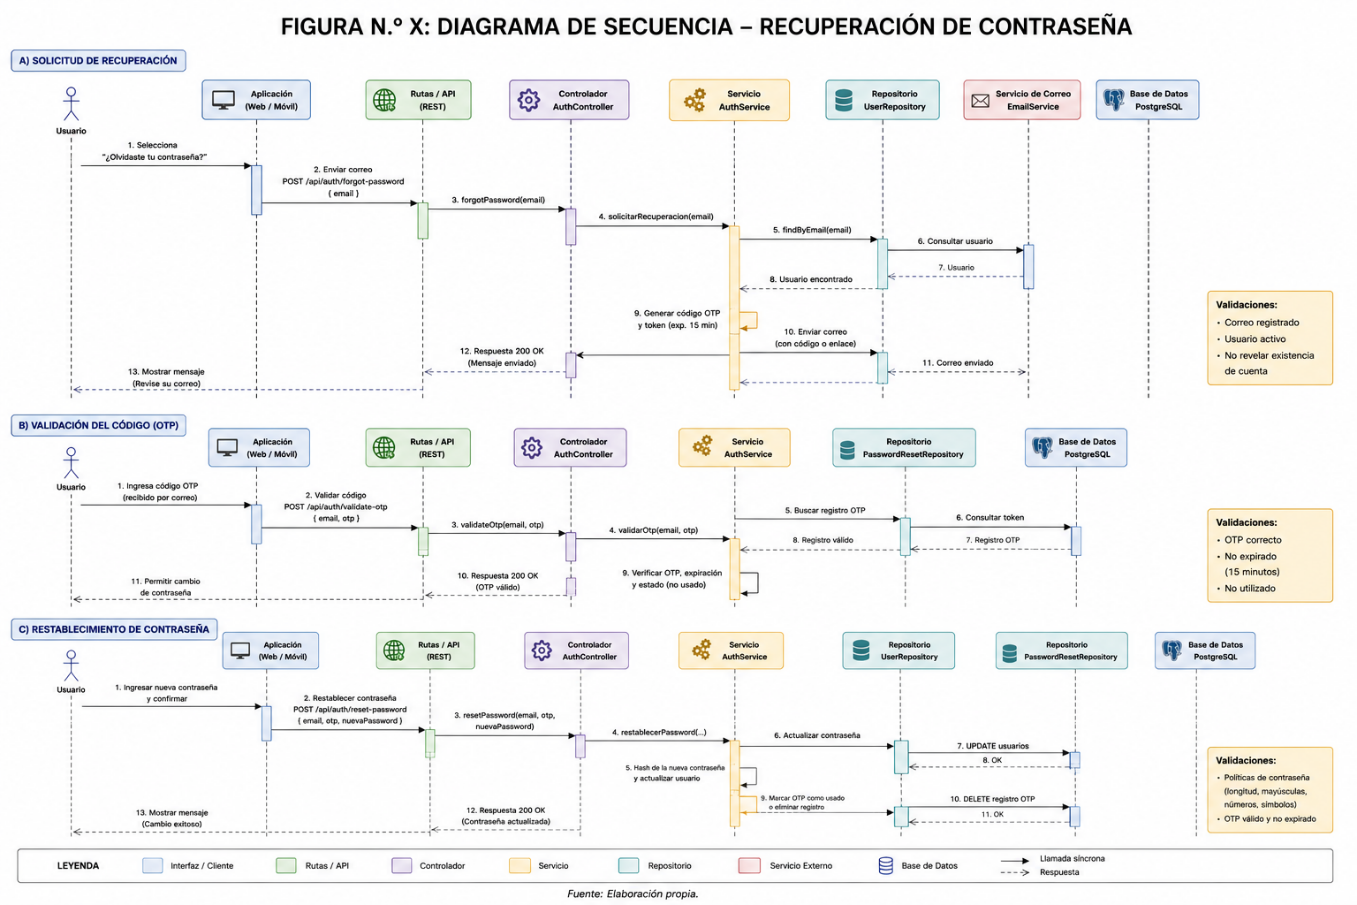 FIGURA N.º X: DIAGRAMA DE SECUENCIA – RECUPERACIÓN DE CONTRASEÑA
A) SOLICITUD DE RECUPERACIÓN
Usuario
Aplicación
(Web / Móvil)
Rutas / API
(REST)
Controlador
AuthController
Servicio
AuthService
Repositorio
UserRepository
Servicio de Correo
EmailService
Base de Datos
PostgreSQL
1. Selecciona
"¿Olvidaste tu contraseña?"
2. Enviar correo
POST /api/auth/forgot-password
{ email }
3. forgotPassword(email)
4. solicitarRecuperacion(email)
5. findByEmail(email)
6. Consultar usuario
7. Usuario
8. Usuario encontrado
9. Generar código OTP
y token (exp. 15 min)
10. Enviar correo
(con código o enlace)
11. Correo enviado
12. Respuesta 200 OK
(Mensaje enviado)
13. Mostrar mensaje
(Revise su correo)
Validaciones:
• Correo registrado
• Usuario activo
• No revelar existencia
de cuenta
B) VALIDACIÓN DEL CÓDIGO (OTP)
Usuario
Aplicación
(Web / Móvil)
Rutas / API
(REST)
Controlador
AuthController
Servicio
AuthService
Repositorio
PasswordResetRepository
Base de Datos
PostgreSQL
1. Ingresa código OTP
(recibido por correo)
2. Validar código
POST /api/auth/validate-otp
{ email, otp }
3. validateOtp(email, otp)
4. validarOtp(email, otp)
5. Buscar registro OTP
6. Consultar token
7. Registro OTP
8. Registro válido
9. Verificar OTP, expiración
y estado (no usado)
10. Respuesta 200 OK
(OTP válido)
11. Permitir cambio
de contraseña
Validaciones:
• OTP correcto
• No expirado
(15 minutos)
• No utilizado
C) RESTABLECIMIENTO DE CONTRASEÑA
Usuario
Aplicación
(Web / Móvil)
Rutas / API
(REST)
Controlador
AuthController
Servicio
AuthService
Repositorio
UserRepository
Repositorio
PasswordResetRepository
Base de Datos
PostgreSQL
1. Ingresar nueva contraseña
y confirmar
2. Restablecer contraseña
POST /api/auth/reset-password
{ email, otp, nuevaPassword }
3. resetPassword(email, otp,
nuevaPassword)
4. restablecerPassword(...)
5. Hash de la nueva contraseña
y actualizar usuario
6. Actualizar contraseña
7. UPDATE usuarios
8. OK
9. Marcar OTP como usado
o eliminar registro
10. DELETE registro OTP
11. OK
12. Respuesta 200 OK
(Contraseña actualizada)
13. Mostrar mensaje
(Cambio exitoso)
Validaciones:
• Políticas de contraseña
(longitud, mayúsculas,
números, símbolos)
• OTP válido y no expirado
LEYENDA
Interfaz / Cliente
Rutas / API
Controlador
Servicio
Repositorio
Servicio Externo
Base de Datos
Llamada síncrona
Respuesta
Fuente: Elaboración propia.